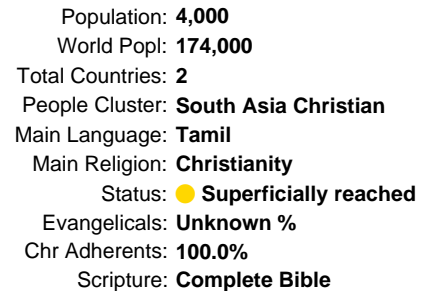 Population: 4,000
World Popl: 174,000
Total Countries: 2
People Cluster: South Asia Christian
Main Language: Tamil
Main Religion: Christianity
Status: Superficially reached
Evangelicals: Unknown %
Chr Adherents: 100.0%
Scripture: Complete Bible